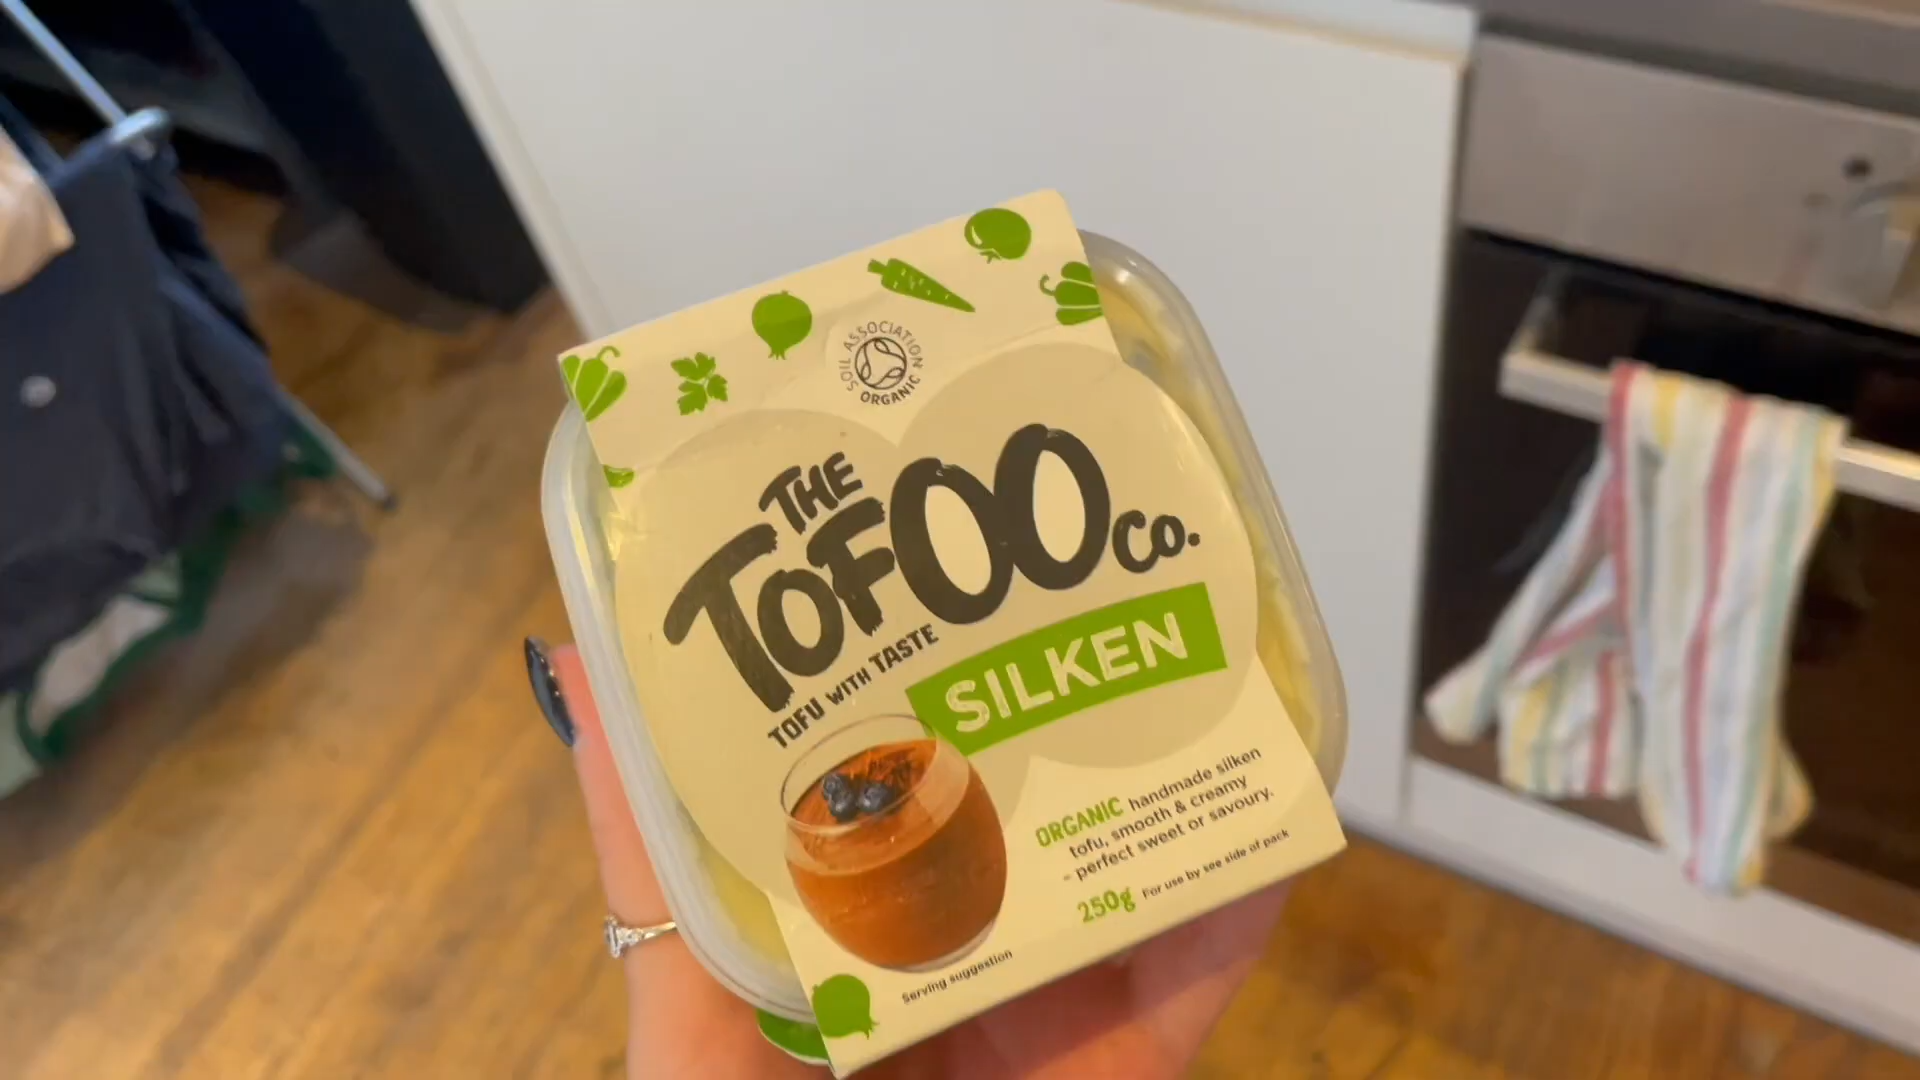 SOIL ASSOCIATION
ORGANIC
THE
TOFOO Co.
TOFU WITH TASTE
SILKEN
ORGANIC handmade silken
tofu, smooth & creamy
- perfect sweet or savoury.
250g For use by see side of pack
Serving suggestion